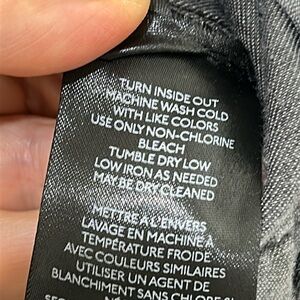 TURN INSIDE OUT
MACHINE WASH COLD
WITH LIKE COLORS
USE ONLY NON-CHLORINE
BLEACH
TUMBLE DRY LOW
LOW IRON AS NEEDED
MAY BE DRY CLEANED
METTRE A L'ENVERS
LAVAGE EN MACHINE À
TEMPÉRATURE FROIDE
AVEC COULEURS SIMILAIRES
UTILISER UN AGENT DE
BLANCHIMENT SANS CHLORE SI